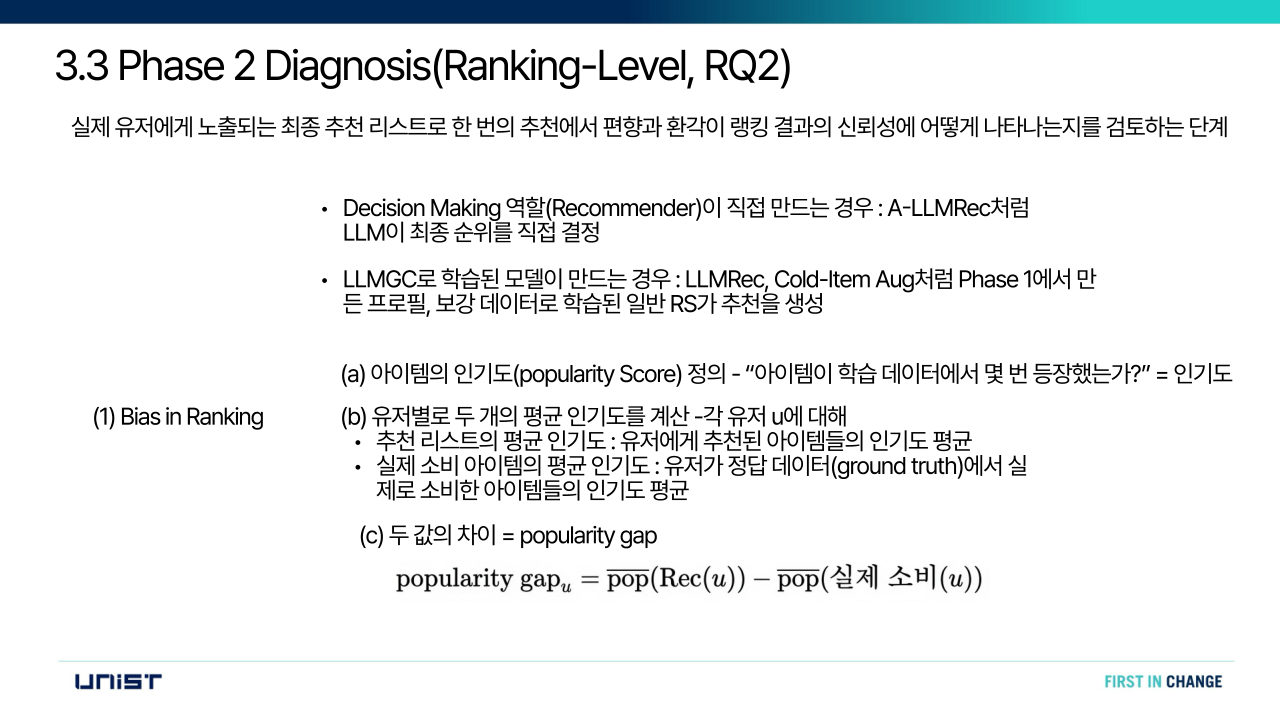 3.3 Phase 2 Diagnosis(Ranking-Level, RQ2)
실제 유저에게 노출되는 최종 추천 리스트로 한 번의 추천에서 편향과 환각이 랭킹 결과의 신뢰성에 어떻게 나타나는지를 검토하는 단계
• Decision Making 역할(Recommender)이 직접 만드는 경우 : A-LLMRec처럼
LLM이 최종 순위를 직접 결정
• LLMGC로 학습된 모델이 만드는 경우 : LLMRec, Cold-Item Aug처럼 Phase 1에서 만
든 프로필, 보강 데이터로 학습된 일반 RS가 추천을 생성
(a) 아이템의 인기도(popularity Score) 정의 - “아이템이 학습 데이터에서 몇 번 등장했는가?” = 인기도
(1) Bias in Ranking
(b) 유저별로 두 개의 평균 인기도를 계산 -각 유저 u에 대해
• 추천 리스트의 평균 인기도 : 유저에게 추천된 아이템들의 인기도 평균
• 실제 소비 아이템의 평균 인기도 : 유저가 정답 데이터(ground truth)에서 실
제로 소비한 아이템들의 인기도 평균
(c) 두 값의 차이 = popularity gap
popularity gap_u = \overline{pop}(Rec(u)) − \overline{pop}(실제 소비(u))
UNIST
FIRST IN CHANGE